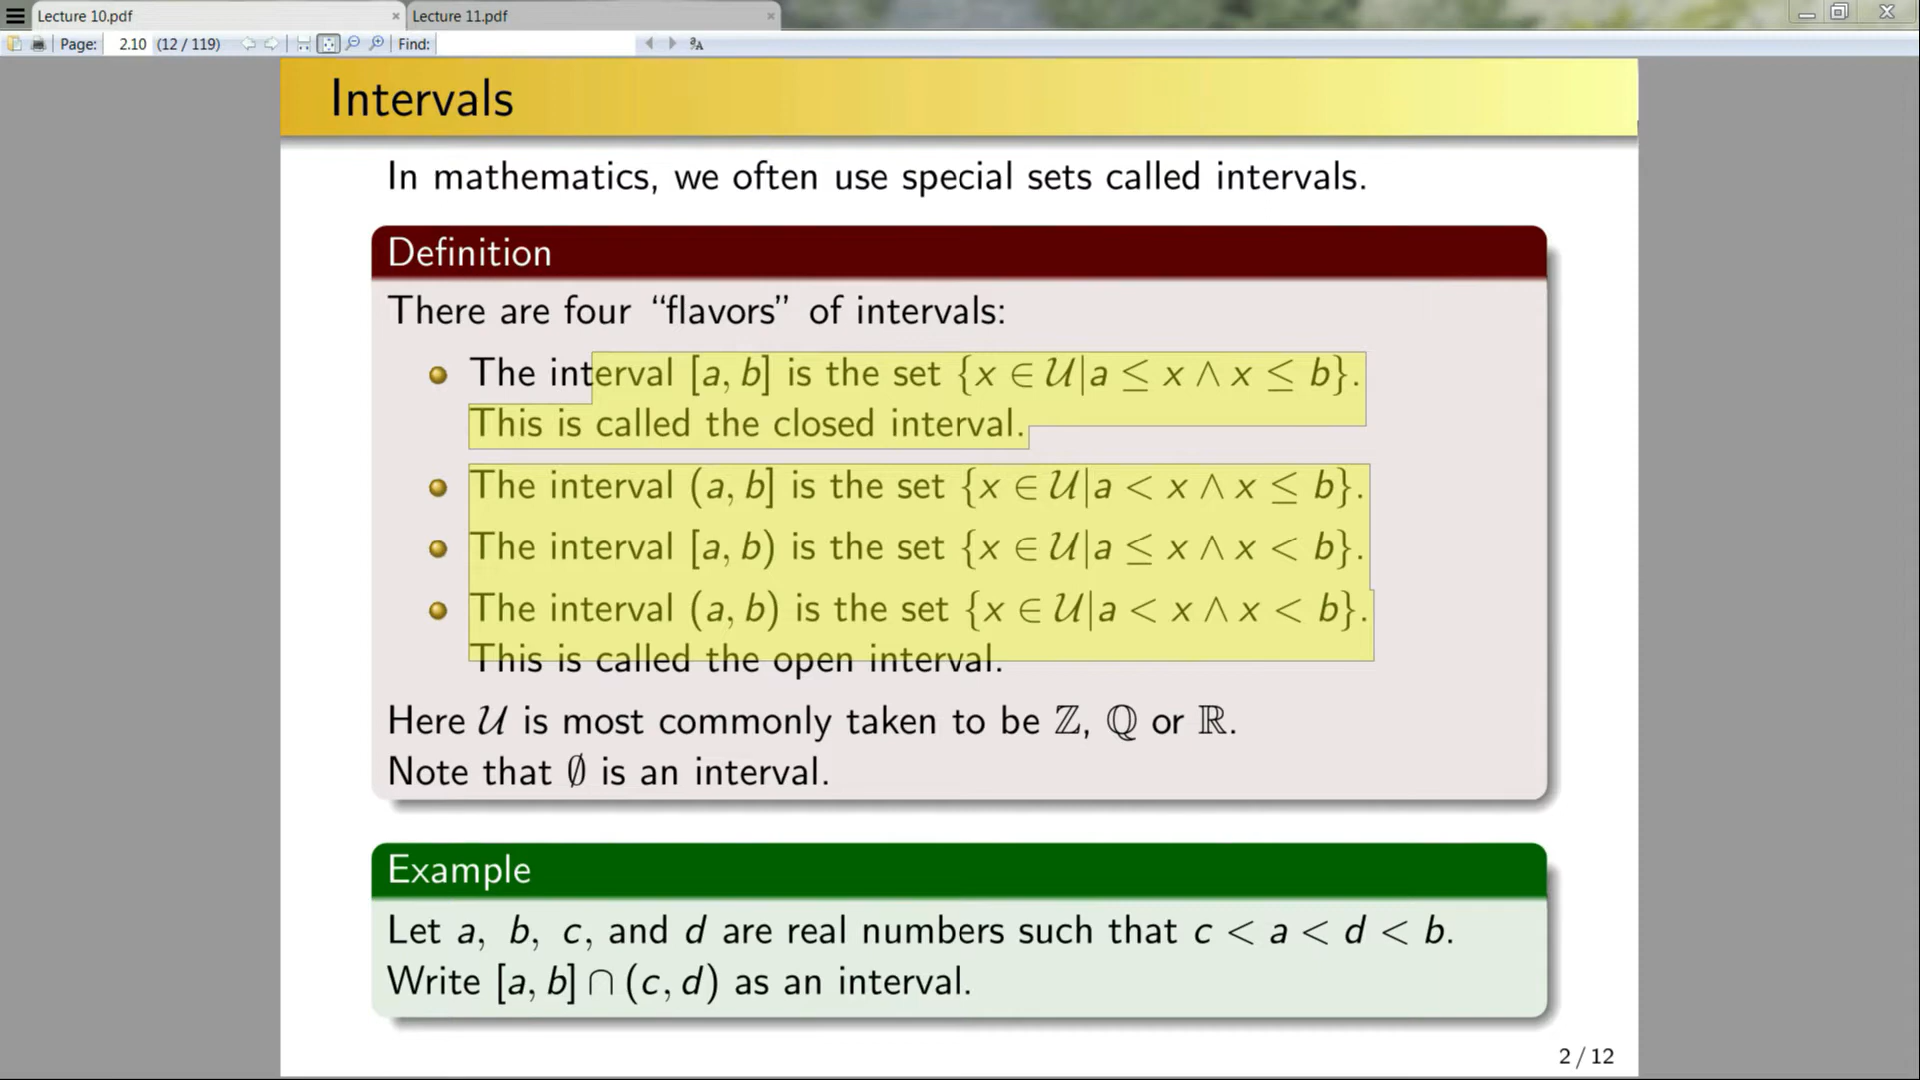 Lecture 10.pdf × Lecture 11.pdf ×
Page: 2.10 (12 / 119) Find:
Intervals
In mathematics, we often use special sets called intervals.
Definition
There are four “flavors” of intervals:
The interval [a, b] is the set {x ∈ 𝒰|a ≤ x ∧ x ≤ b}.
This is called the closed interval.
The interval (a, b] is the set {x ∈ 𝒰|a < x ∧ x ≤ b}.
The interval [a, b) is the set {x ∈ 𝒰|a ≤ x ∧ x < b}.
The interval (a, b) is the set {x ∈ 𝒰|a < x ∧ x < b}.
This is called the open interval.
Here 𝒰 is most commonly taken to be ℤ, ℚ or ℝ.
Note that ∅ is an interval.
Example
Let a, b, c, and d are real numbers such that c < a < d < b.
Write [a, b] ∩ (c, d) as an interval.
2 / 12